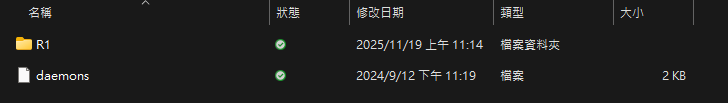 名稱 狀態 修改日期 類型 大小
R1 2025/11/19 上午 11:14 檔案資料夾
daemons 2024/9/12 下午 11:19 檔案 2 KB